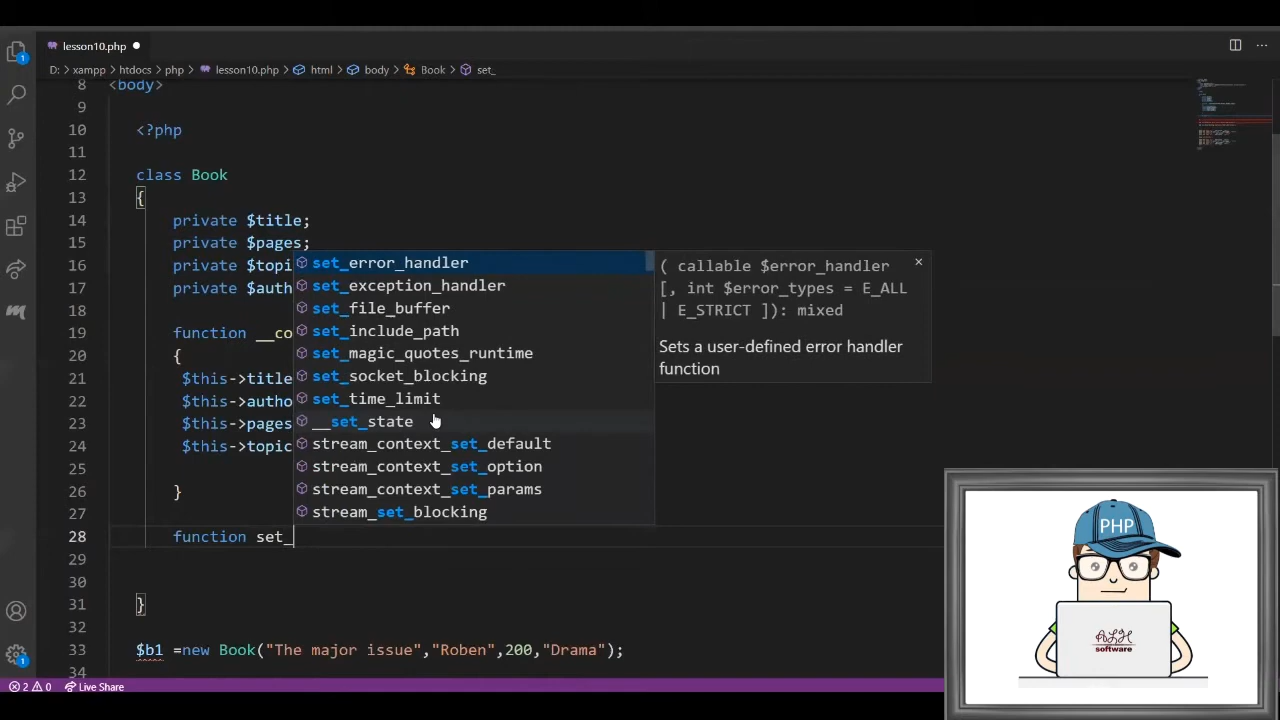 lesson10.php
1
D: > xampp > htdocs > php > lesson10.php > html > body > Book > set_
8 <body>
9
10 <?php
11
12 class Book
13 {
14 private $title;
15 private $pages;
16 private $topi
17 private $auth
18
19 function __co
20 {
21 $this->title
22 $this->autho
23 $this->pages
24 $this->topic
25
26 }
27
28 function set_
29
30
31 }
32
33 $b1 =new Book("The major issue","Roben",200,"Drama");
34
set_error_handler
set_exception_handler
set_file_buffer
set_include_path
set_magic_quotes_runtime
set_socket_blocking
set_time_limit
__set_state
stream_context_set_default
stream_context_set_option
stream_context_set_params
stream_set_blocking
( callable $error_handler
[, int $error_types = E_ALL
| E_STRICT ]): mixed
Sets a user-defined error handler
function
PHP
ALH
software
1
2 0 Live Share